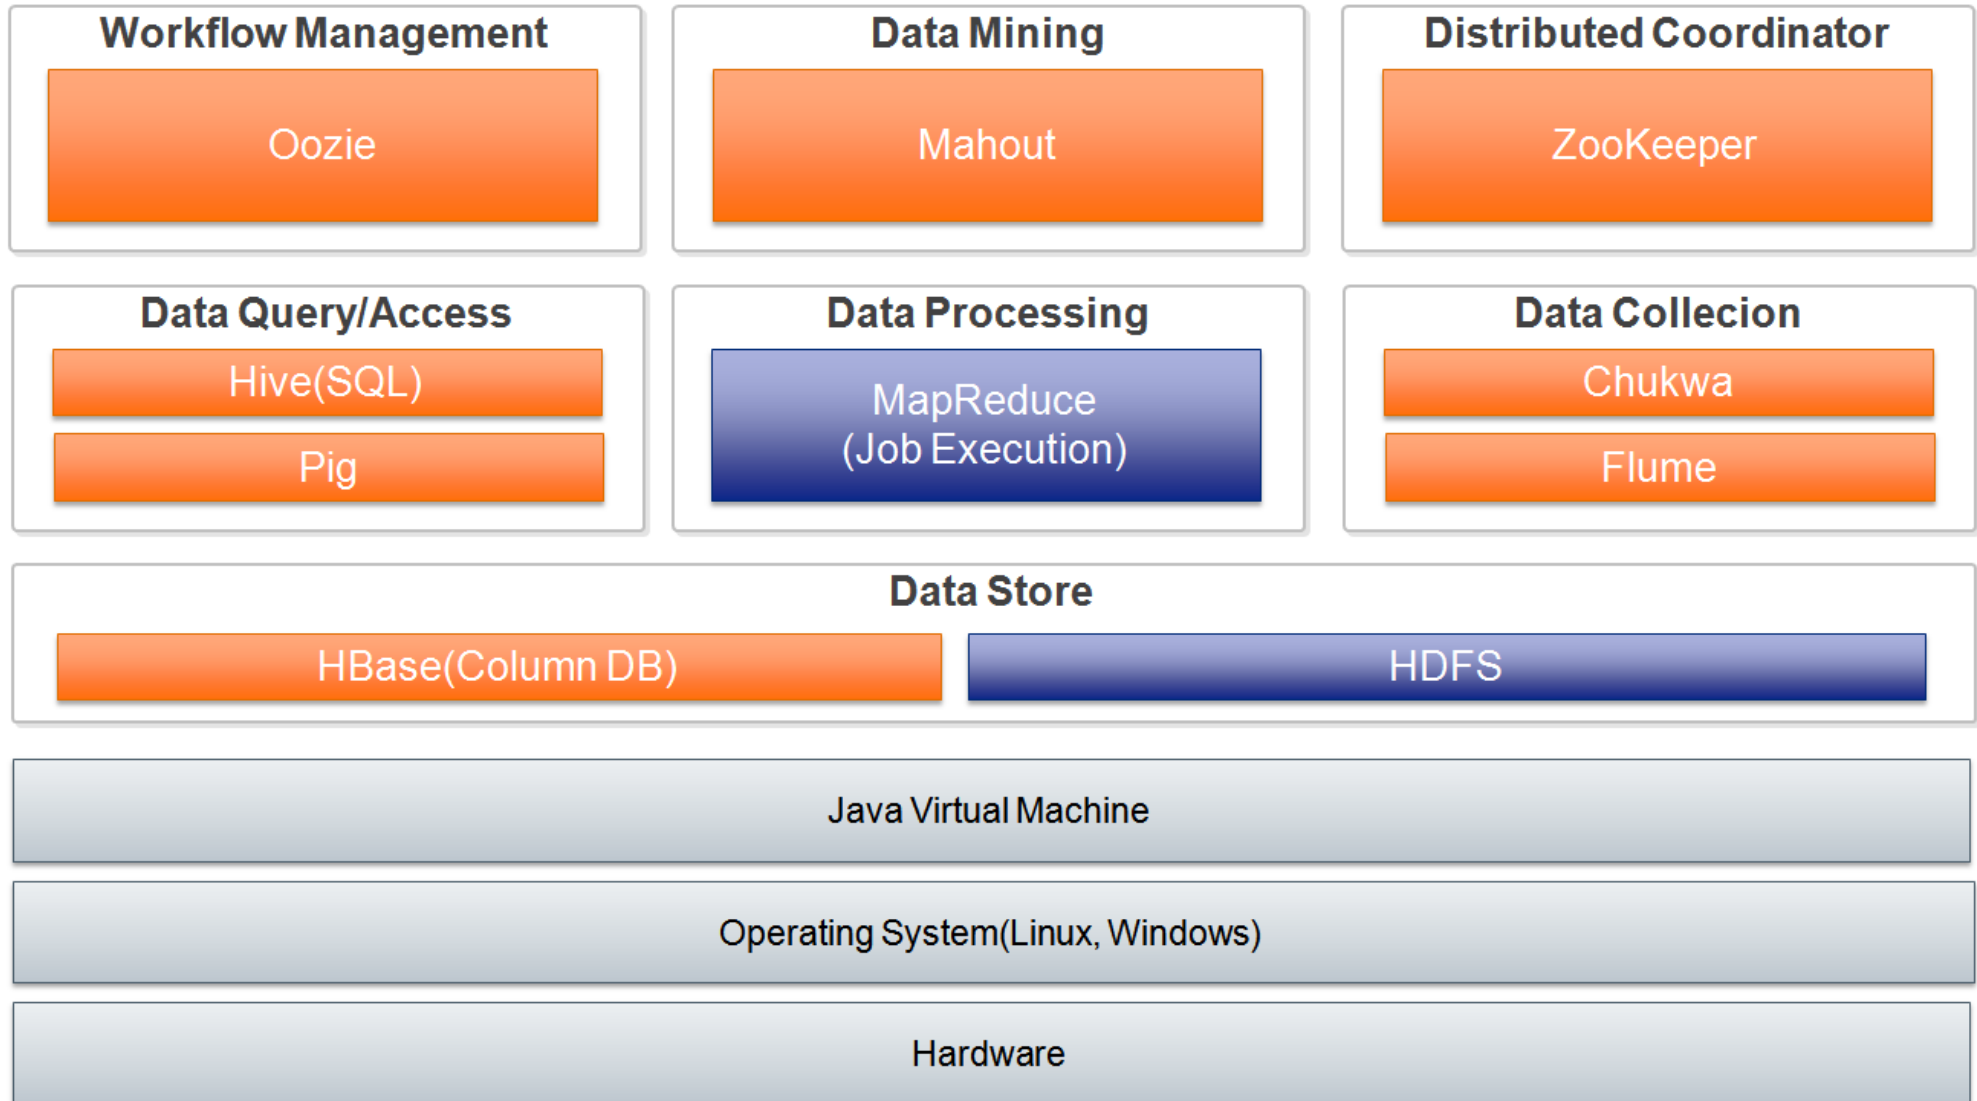 Workflow Management
Data Mining
Distributed Coordinator
Oozie
Mahout
ZooKeeper
Data Query/Access
Data Processing
Data Collecion
Hive(SQL)
Pig
MapReduce
(Job Execution)
Chukwa
Flume
Data Store
HBase(Column DB)
HDFS
Java Virtual Machine
Operating System(Linux, Windows)
Hardware